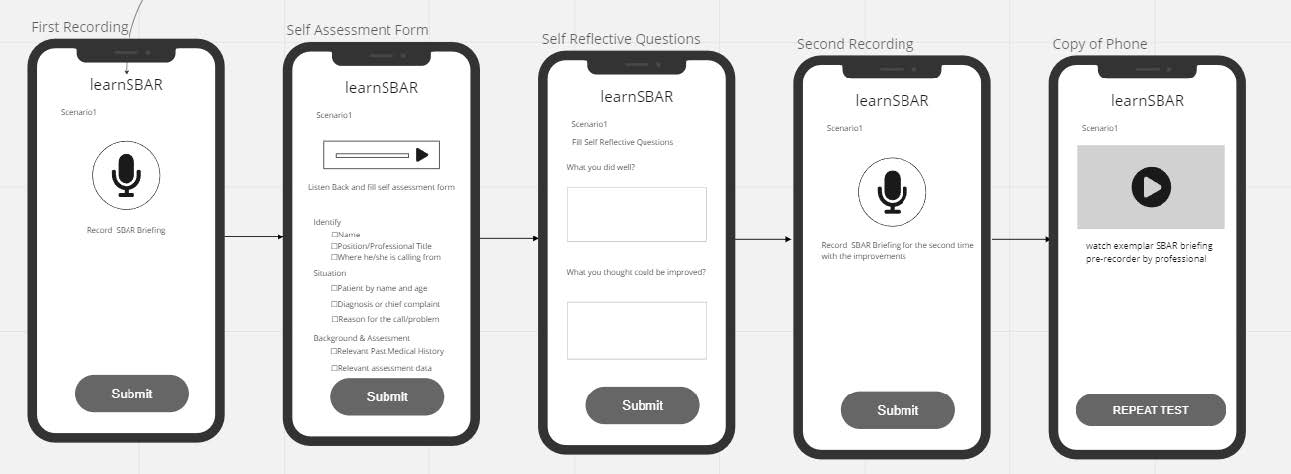 First Recording
learnSBAR
Scenario1
Record SBAR Briefing
Submit
Self Assessment Form
learnSBAR
Scenario1
Listen Back and fill self assessment form
Identify
☐Name
☐Position/Professional Title
☐Where he/she is calling from
Situation
☐Patient by name and age
☐Diagnosis or chief complaint
☐Reason for the call/problem
Background & Assessment
☐Relevant Past Medical History
☐Relevant assessment data
Submit
Self Reflective Questions
learnSBAR
Scenario1
Fill Self Reflective Questions
What you did well?
What you thought could be improved?
Submit
Second Recording
learnSBAR
Scenario1
Record SBAR Briefing for the second time
with the improvements
Submit
Copy of Phone
learnSBAR
Scenario1
watch exemplar SBAR briefing
pre-recorder by professional
REPEAT TEST